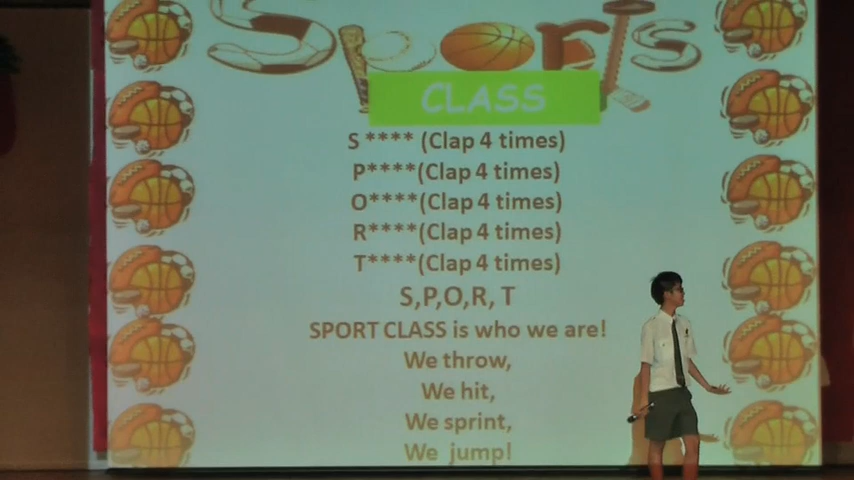 Sports
CLASS
S **** (Clap 4 times)
P****(Clap 4 times)
O****(Clap 4 times)
R****(Clap 4 times)
T****(Clap 4 times)
S,P,O,R, T
SPORT CLASS is who we are!
We throw,
We hit,
We sprint,
We jump!